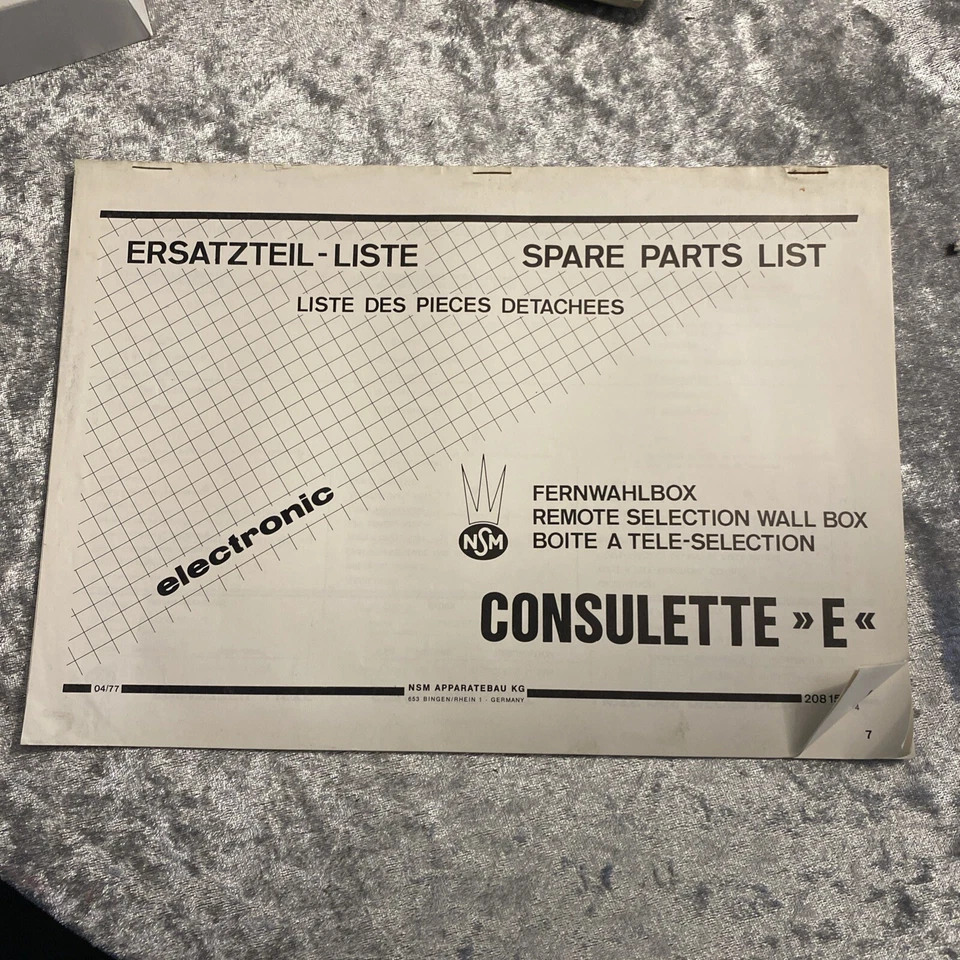 ERSATZTEIL-LISTE SPARE PARTS LIST
LISTE DES PIECES DETACHEES
electronic
FERNWAHLBOX
REMOTE SELECTION WALL BOX
NSM BOITE A TELE-SELECTION
CONSULETTE »E«
04/77 NSM APPARATEBAU KG
653 BINGEN/RHEIN 1 - GERMANY
7